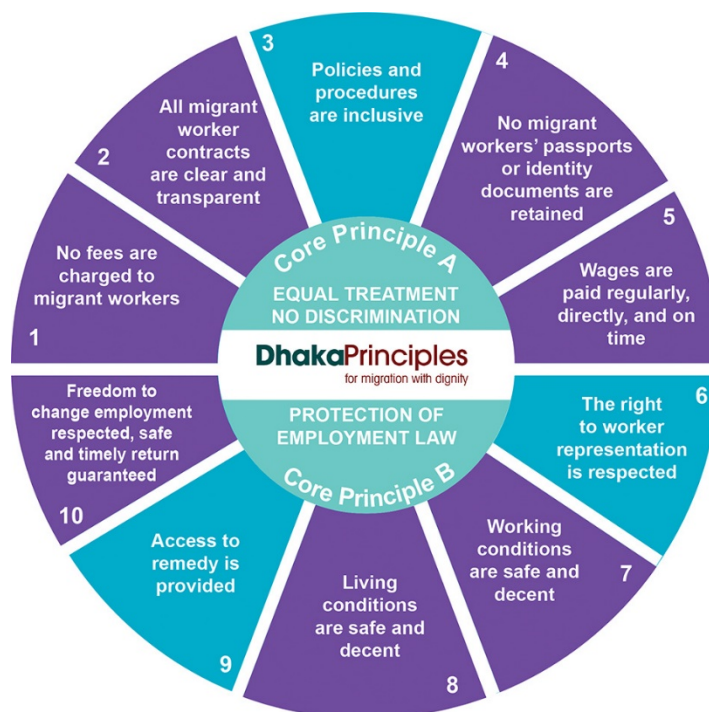 1
No fees are
charged to
migrant workers
2
All migrant
worker
contracts
are clear and
transparent
3
Policies and
procedures
are inclusive
4
No migrant
workers' passports
or identity
documents are
retained
5
Wages are
paid regularly,
directly, and on
time
6
The right
to worker
representation
is respected
7
Working
conditions
are safe and
decent
8
Living
conditions
are safe and
decent
9
Access to
remedy is
provided
10
Freedom to
change employment
respected, safe
and timely return
guaranteed
Core Principle A
EQUAL TREATMENT
NO DISCRIMINATION
DhakaPrinciples
for migration with dignity
PROTECTION OF
EMPLOYMENT LAW
Core Principle B